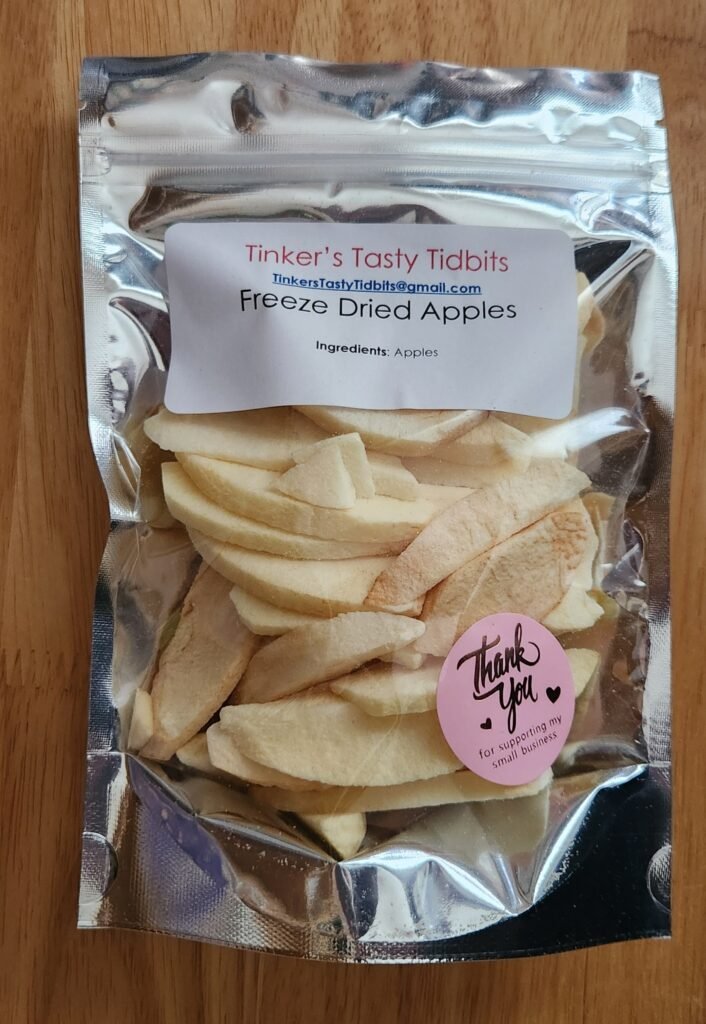 Tinker's Tasty Tidbits
TinkersTastyTidbits@gmail.com
Freeze Dried Apples
Ingredients: Apples
Thank
You
for supporting my
small business